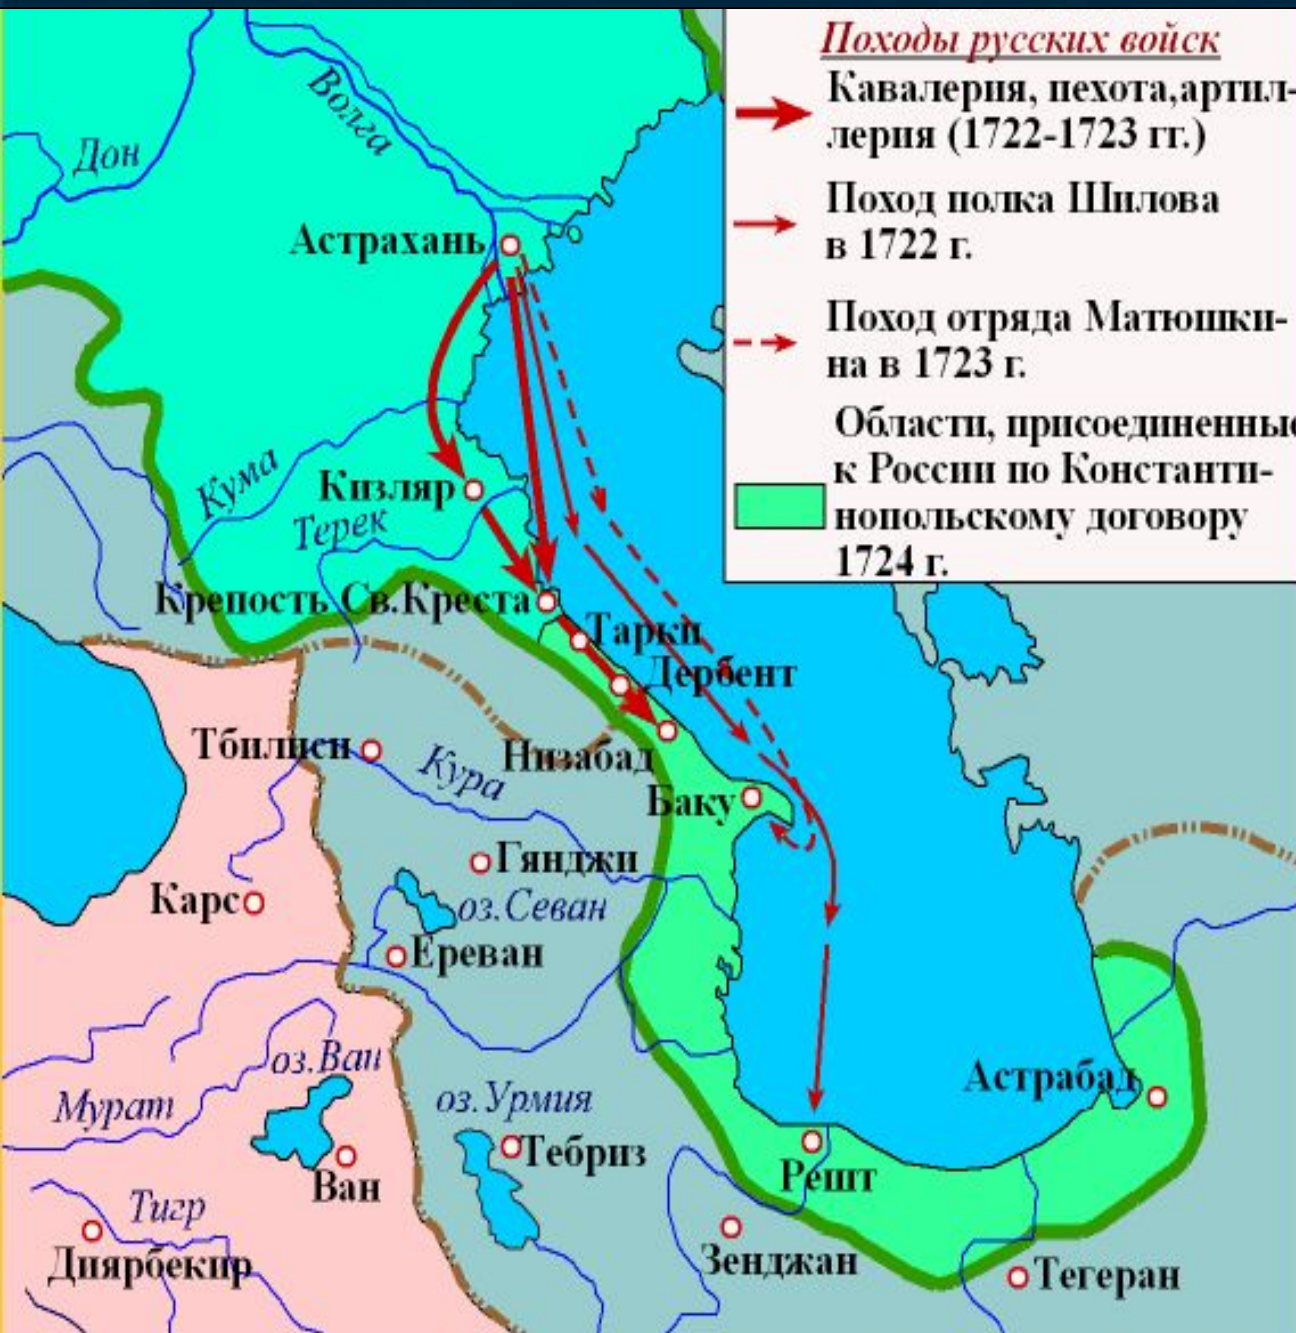 Походы русских войск
Кавалерия, пехота,артил-
лерия (1722-1723 гг.)
Поход полка Шилова
в 1722 г.
Поход отряда Матюшки-
на в 1723 г.
Области, присоединенные
к России по Константи-
нопольскому договору
1724 г.
Волга
Дон
Астрахань
Кума
Кизляр
Терек
Крепость Св.Креста
Тарки
Дербент
Тбилиси
Кура
Низабад
Баку
Гянджи
Карс
оз.Севан
Ереван
оз.Ван
Мурат
оз.Урмия
Астрабад
Тебриз
Ван
Решт
Тигр
Диярбекир
Зенджан
Тегеран